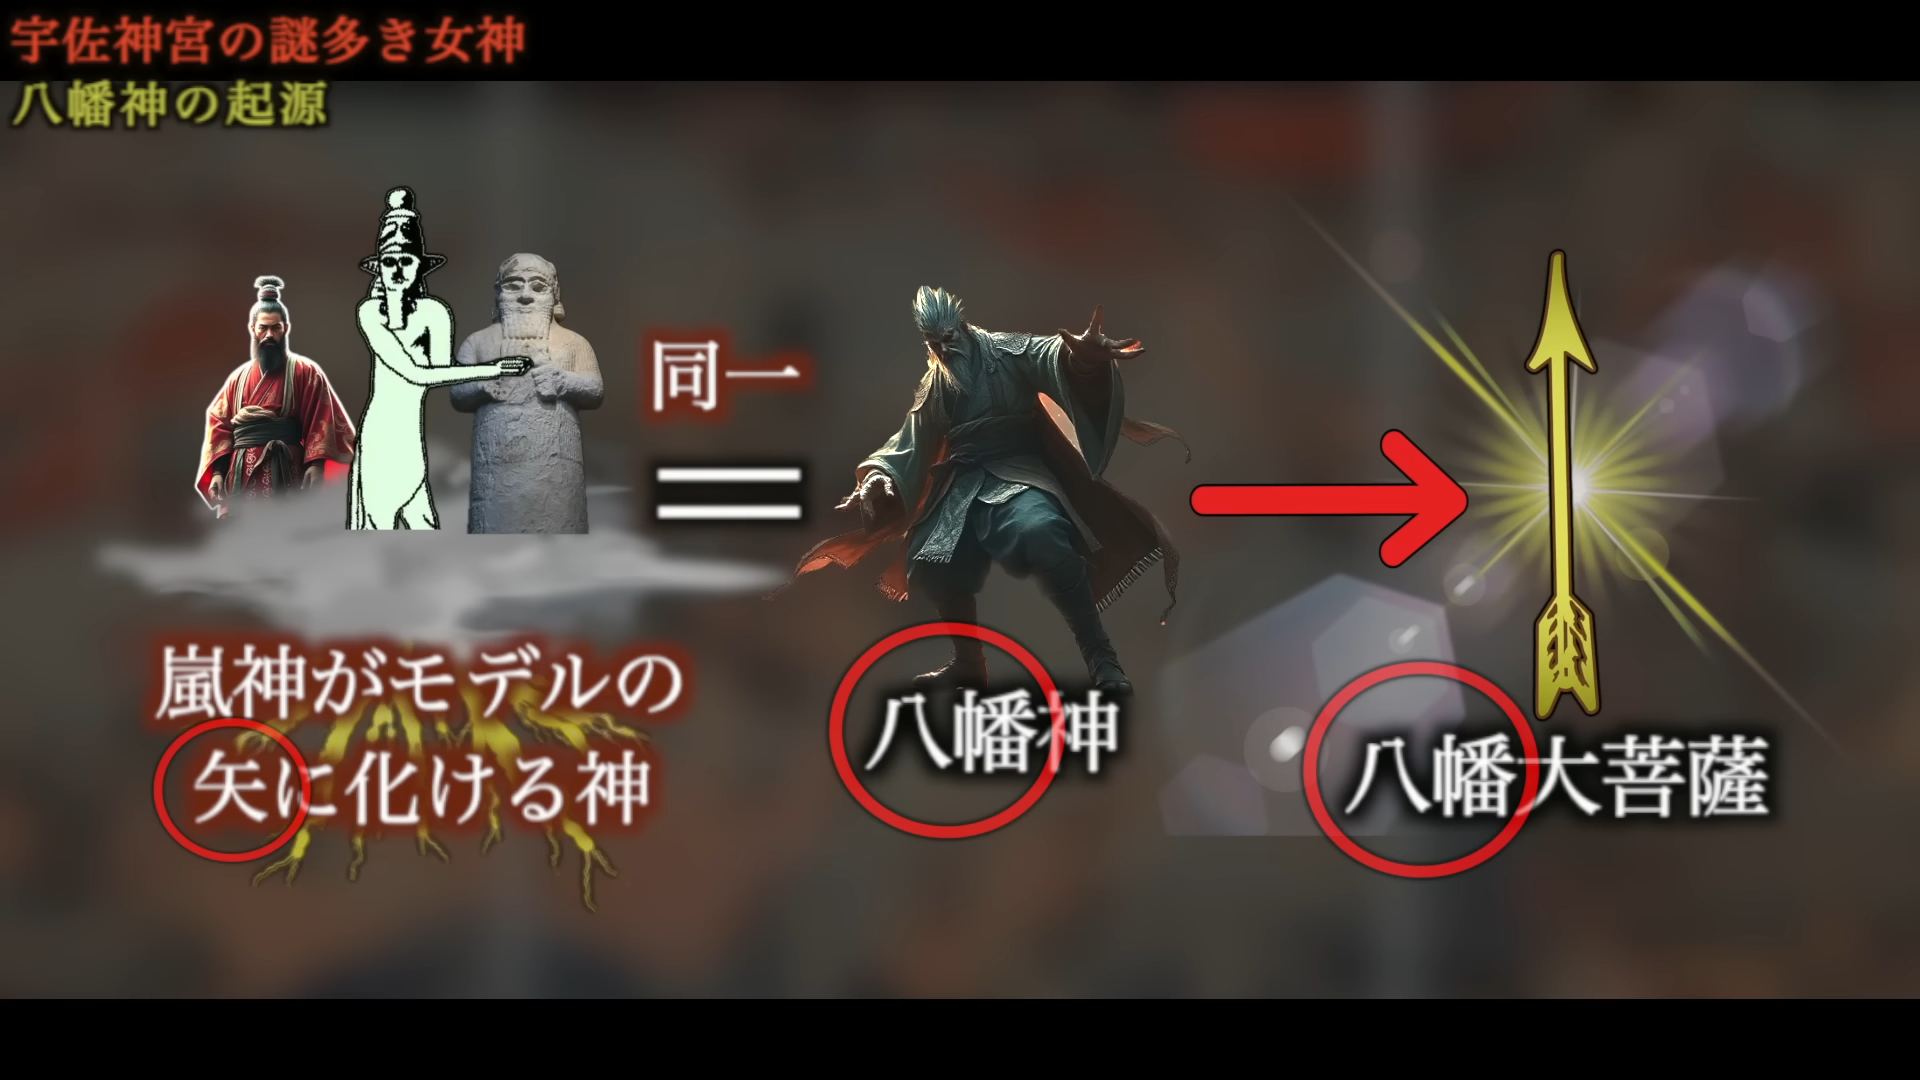 宇佐神宮の謎多き女神
八幡神の起源
同一
嵐神がモデルの
矢に化ける神
八幡神
八幡大菩薩